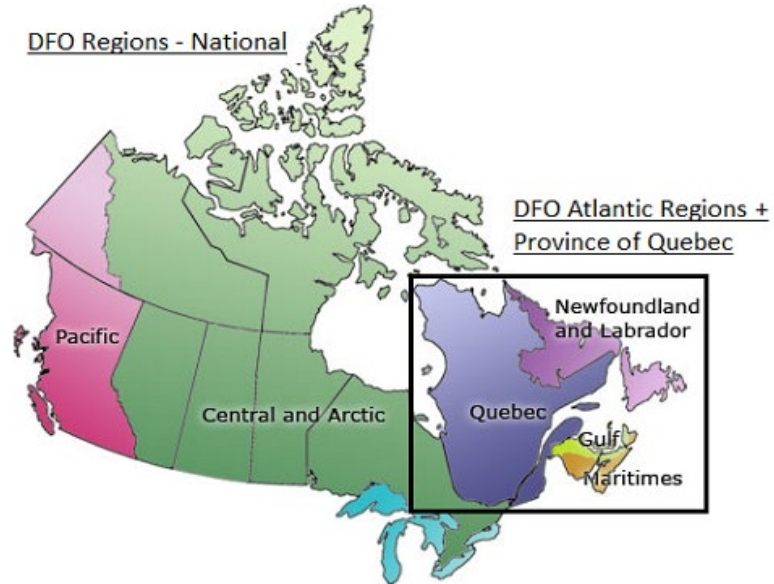 DFO Regions - National
DFO Atlantic Regions +
Province of Quebec
Newfoundland
and Labrador
Pacific
Central and Arctic
Quebec
Gulf
Maritimes